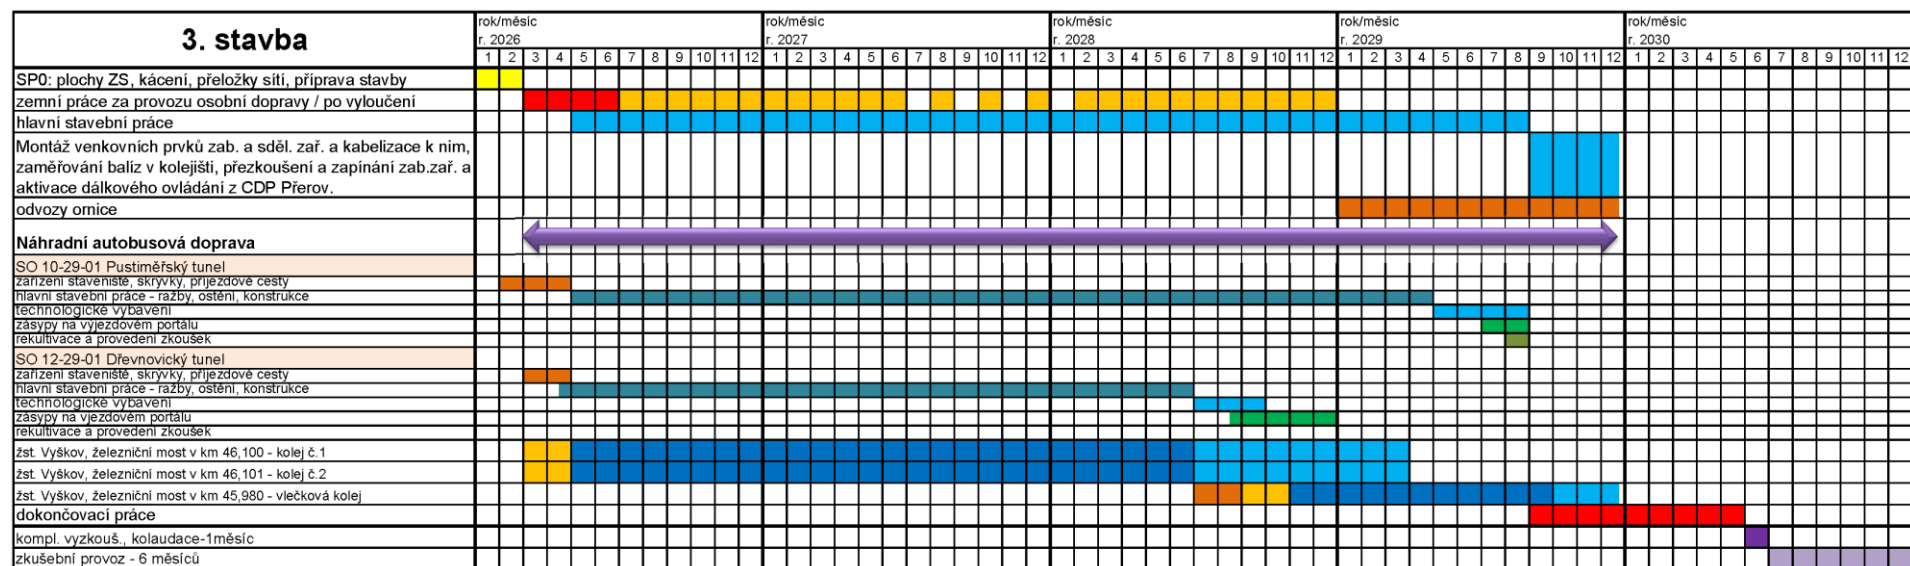 3. stavba
rok/měsíc rok/měsíc rok/měsíc rok/měsíc rok/měsíc
r. 2026 r. 2027 r. 2028 r. 2029 r. 2030
1 2 3 4 5 6 7 8 9 10 11 12 1 2 3 4 5 6 7 8 9 10 11 12 1 2 3 4 5 6 7 8 9 10 11 12 1 2 3 4 5 6 7 8 9 10 11 12 1 2 3 4 5 6 7 8 9 10 11 12
SP0: plochy ZS, kácení, přeložky sítí, příprava stavby
zemní práce za provozu osobní dopravy / po vyloučení
hlavní stavební práce
Montáž venkovních prvků zab. a sděl. zař. a kabelizace k nim,
zaměřování balíz v kolejišti, přezkoušení a zapínání zab.zař. a
aktivace dálkového ovládání z CDP Přerov.
odvozy ornice
Náhradní autobusová doprava
SO 10-29-01 Pustiměřský tunel
zařízení staveniště, skrývky, příjezdové cesty
hlavní stavební práce - ražby, ostění, konstrukce
technologické vybavení
zásypy na výjezdovém portálu
rekultivace a provedení zkoušek
SO 12-29-01 Dřevnovický tunel
zařízení staveniště, skrývky, příjezdové cesty
hlavní stavební práce - ražby, ostění, konstrukce
technologické vybavení
zásypy na vjezdovém portálu
rekultivace a provedení zkoušek
žst. Vyškov, železniční most v km 46,100 - kolej č.1
žst. Vyškov, železniční most v km 46,101 - kolej č.2
žst. Vyškov, železniční most v km 45,980 - vlečková kolej
dokončovací práce
kompl. vyzkouš., kolaudace-1měsíc
zkušební provoz - 6 měsíců